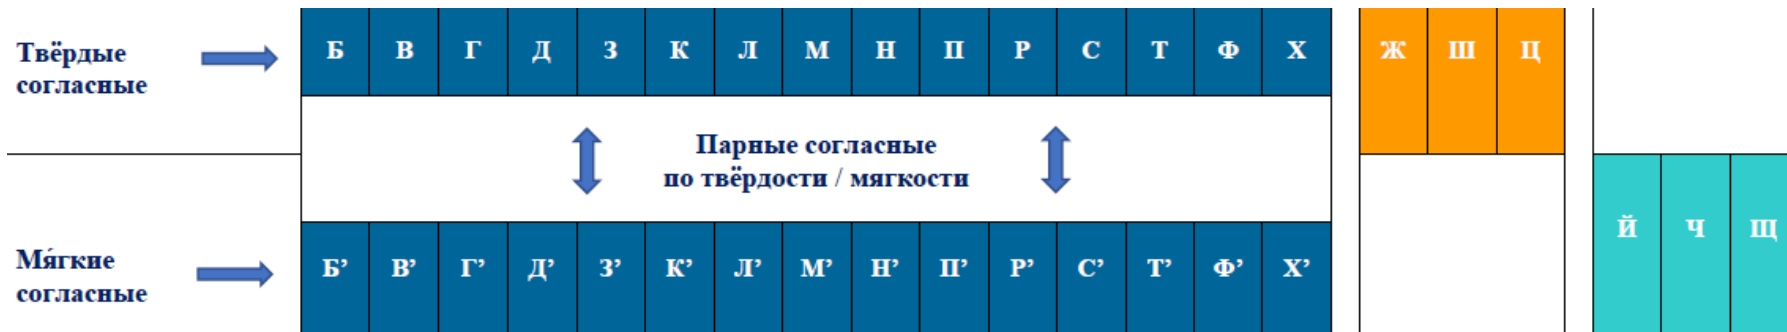 Твёрдые
согласные
Б В Г Д З К Л М Н П Р С Т Ф Х Ж Ш Ц
Парные согласные
по твёрдости / мягкости
Й Ч Щ
Мя́гкие
согласные
Б’ В’ Г’ Д’ З’ К’ Л’ М’ Н’ П’ Р’ С’ Т’ Ф’ Х’